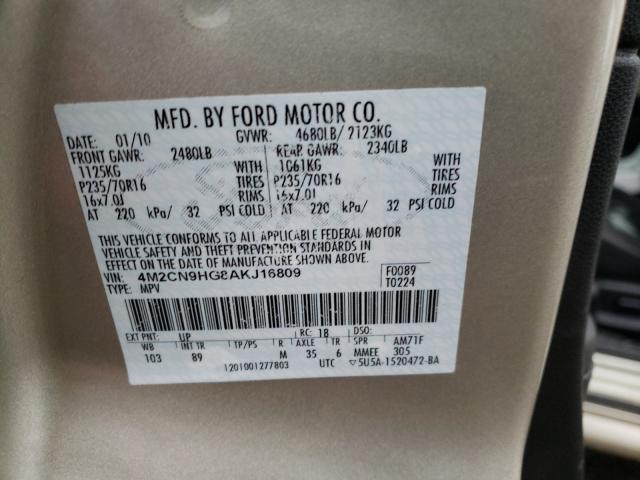 MFD. BY FORD MOTOR CO.
DATE: 01/10 GVWR: 4680LB/ 2123KG
FRONT GAWR: 2480LB REAR GAWR: 2340LB
1125KG WITH 1061KG WITH
P235/70R16 TIRES P235/70R16 TIRES
16x7.0J RIMS 16x7.0J RIMS
AT 220 kPa/ 32 PSI COLD AT 220 kPa/ 32 PSI COLD
THIS VEHICLE CONFORMS TO ALL APPLICABLE FEDERAL MOTOR
VEHICLE SAFETY AND THEFT PREVENTION STANDARDS IN
EFFECT ON THE DATE OF MANUFACTURE SHOWN ABOVE.
VIN: 4M2CN9HG8AKJ16809 F0089
TYPE: MPV T0224
EXT PNT: UP RC: 18 DSO:
WB INT TR TP/PS R AXLE TR SPR AM71F
103 89 M 35 6 MMEE 305
1201001277803 UTC ▽5U5A-1520472-BA